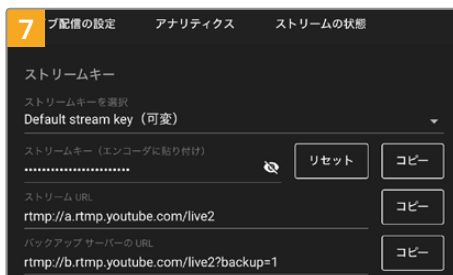 7
ブ配信の設定 アナリティクス ストリームの状態
ストリームキー
ストリームキーを選択
Default stream key（可変）
ストリームキー（エンコーダに貼り付け）
•••••••••••••••••••••••• リセット コピー
ストリーム URL
rtmp://a.rtmp.youtube.com/live2 コピー
バックアップ サーバーの URL
rtmp://b.rtmp.youtube.com/live2?backup=1 コピー